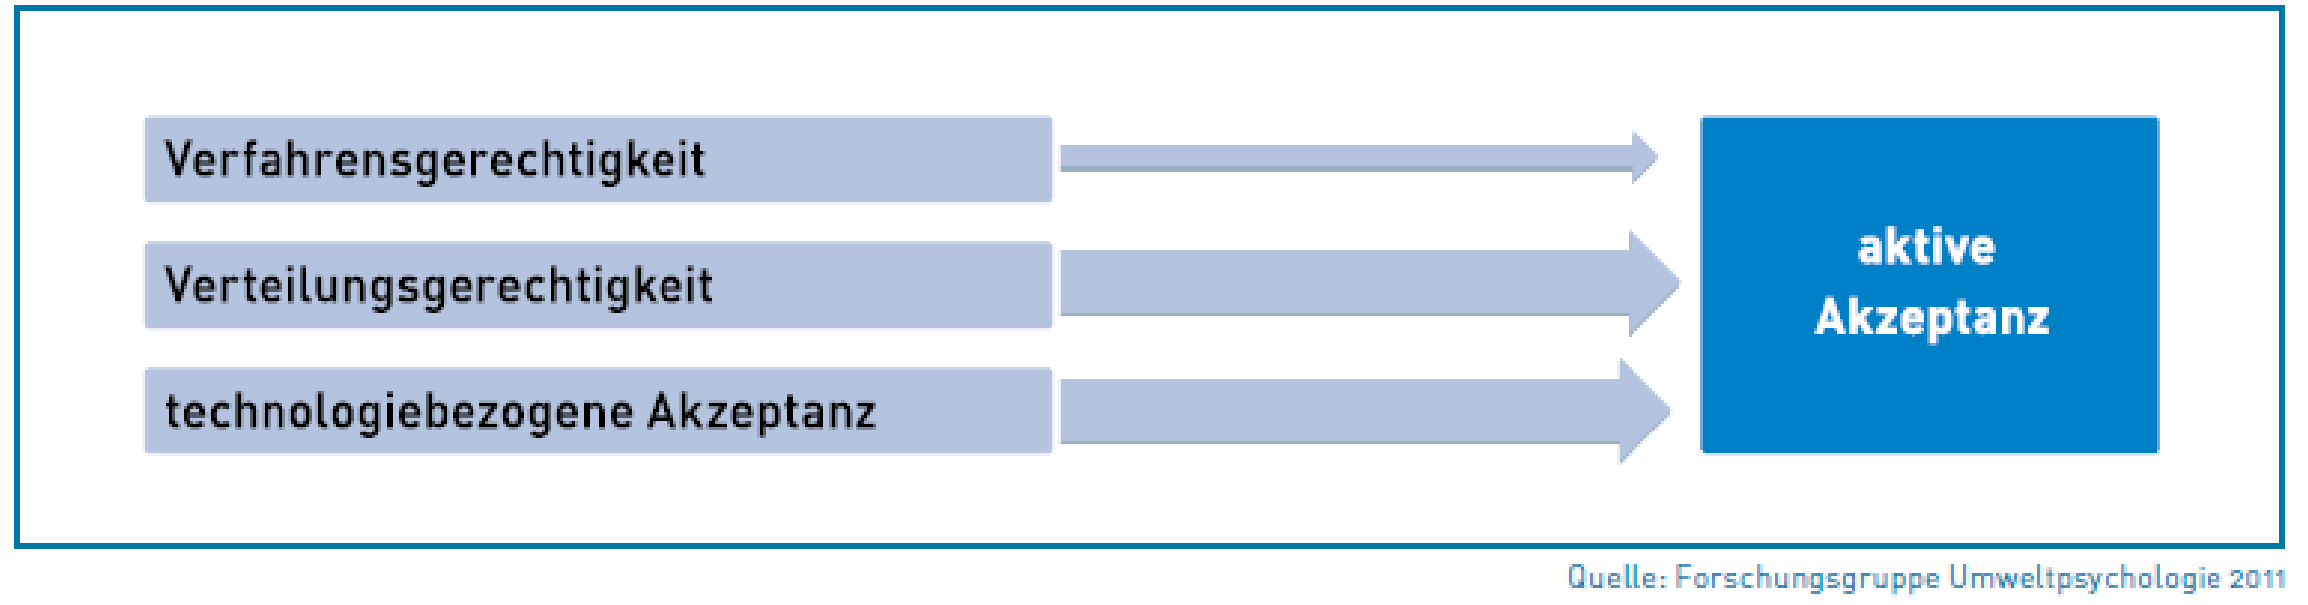 Verfahrensgerechtigkeit
Verteilungsgerechtigkeit
technologiebezogene Akzeptanz
aktive
Akzeptanz
Quelle: Forschungsgruppe Umweltpsychologie 2011